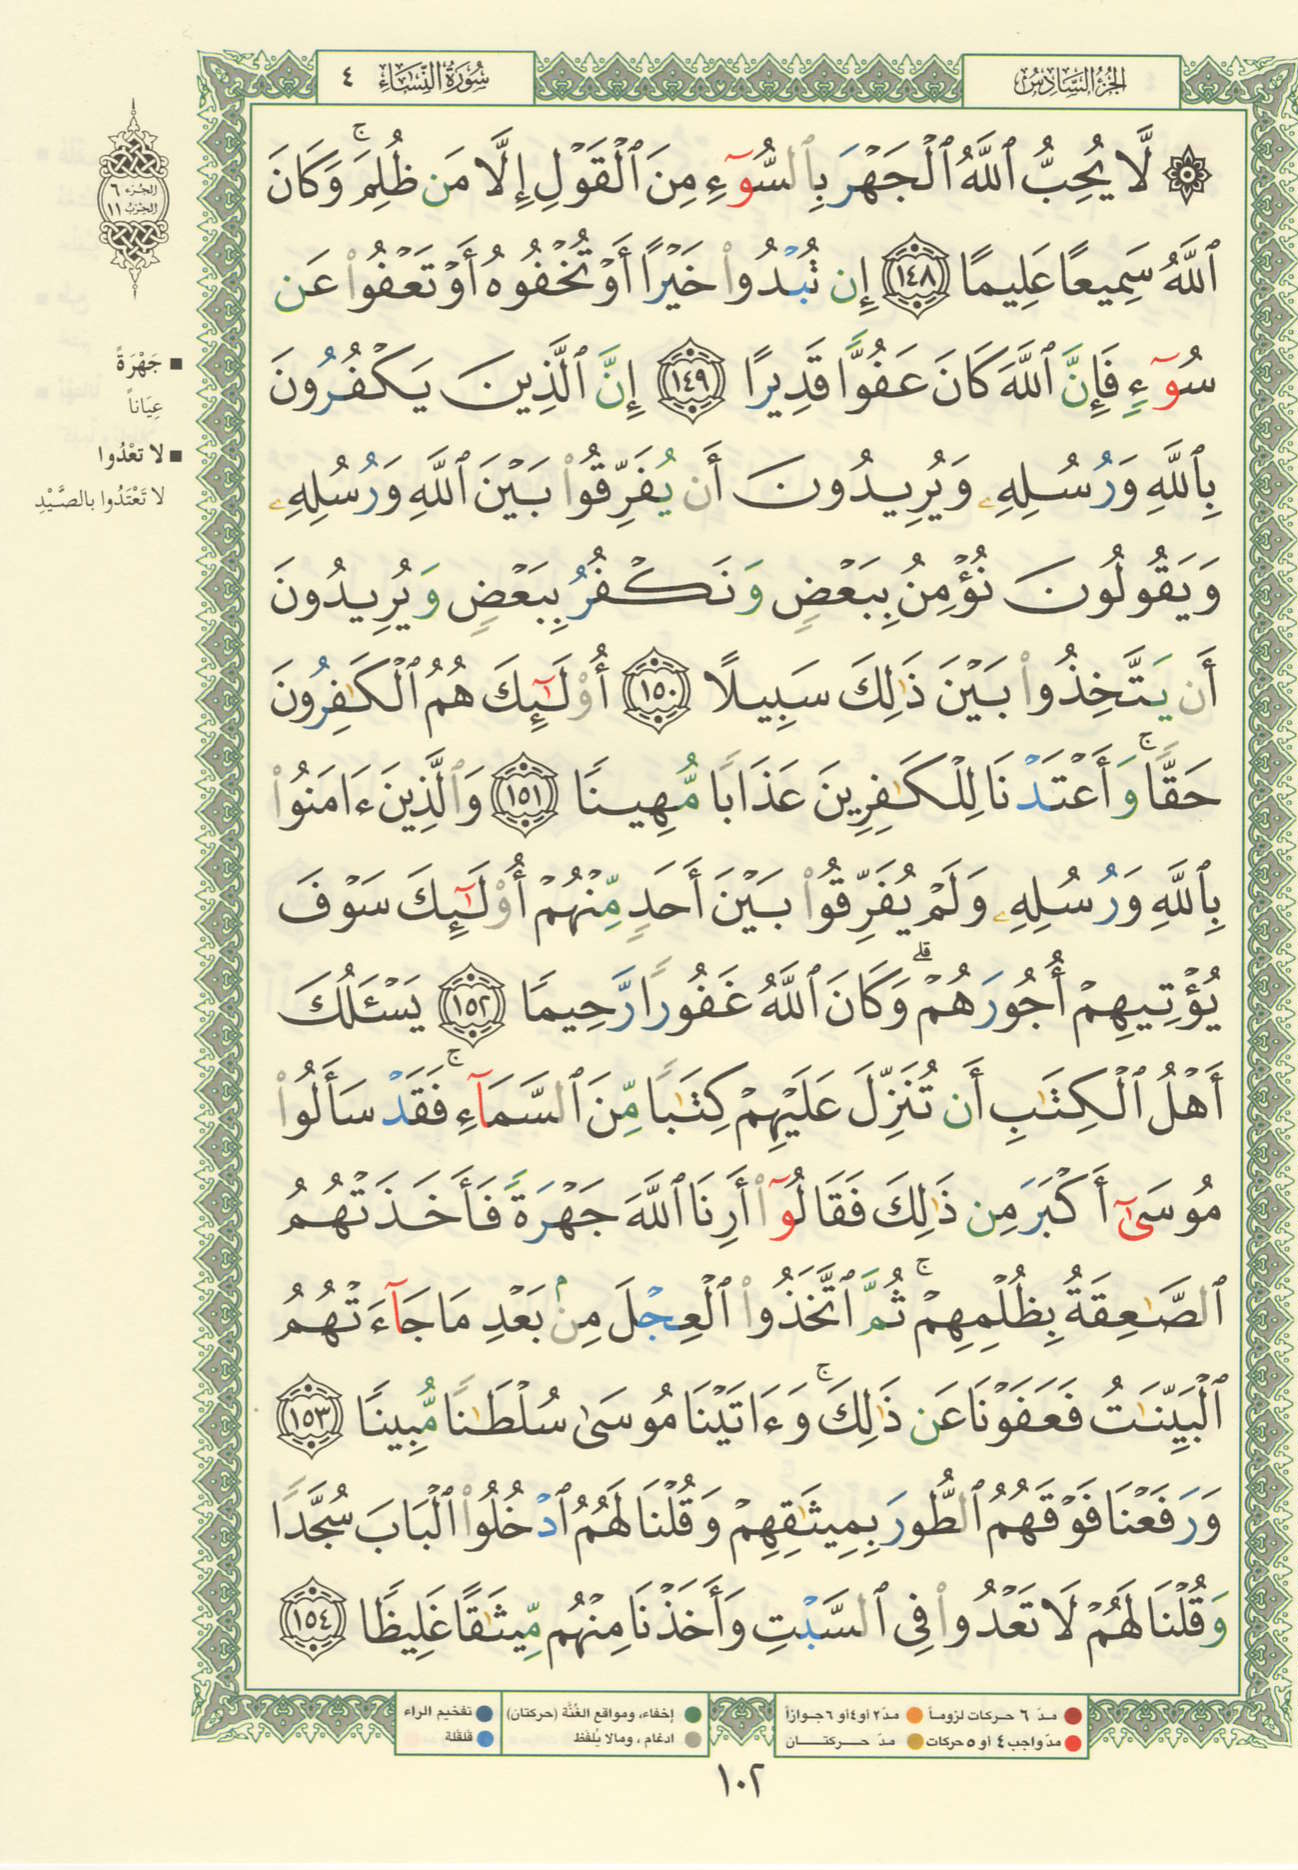 الجزء السادس
سورة النساء ٤
لَّا يُحِبُّ ٱللَّهُ ٱلْجَهْرَ بِٱلسُّوٓءِ مِنَ ٱلْقَوْلِ إِلَّا مَن ظُلِمَ ۚ وَكَانَ
ٱللَّهُ سَمِيعًا عَلِيمًا ١٤٨ إِن تُبْدُوا۟ خَيْرًا أَوْ تُخْفُوهُ أَوْ تَعْفُوا۟ عَن
سُوٓءٍ فَإِنَّ ٱللَّهَ كَانَ عَفُوًّا قَدِيرًا ١٤٩ إِنَّ ٱلَّذِينَ يَكْفُرُونَ
بِٱللَّهِ وَرُسُلِهِۦ وَيُرِيدُونَ أَن يُفَرِّقُوا۟ بَيْنَ ٱللَّهِ وَرُسُلِهِۦ
وَيَقُولُونَ نُؤْمِنُ بِبَعْضٍ وَنَكْفُرُ بِبَعْضٍ وَيُرِيدُونَ
أَن يَتَّخِذُوا۟ بَيْنَ ذَٰلِكَ سَبِيلًا ١٥٠ أُو۟لَـٰٓئِكَ هُمُ ٱلْكَـٰفِرُونَ
حَقًّا ۚ وَأَعْتَدْنَا لِلْكَـٰفِرِينَ عَذَابًا مُّهِينًا ١٥١ وَٱلَّذِينَ ءَامَنُوا۟
بِٱللَّهِ وَرُسُلِهِۦ وَلَمْ يُفَرِّقُوا۟ بَيْنَ أَحَدٍ مِّنْهُمْ أُو۟لَـٰٓئِكَ سَوْفَ
يُؤْتِيهِمْ أُجُورَهُمْ ۗ وَكَانَ ٱللَّهُ غَفُورًا رَّحِيمًا ١٥٢ يَسْـَٔلُكَ
أَهْلُ ٱلْكِتَـٰبِ أَن تُنَزِّلَ عَلَيْهِمْ كِتَـٰبًا مِّنَ ٱلسَّمَآءِ ۚ فَقَدْ سَأَلُوا۟
مُوسَىٰٓ أَكْبَرَ مِن ذَٰلِكَ فَقَالُوٓا۟ أَرِنَا ٱللَّهَ جَهْرَةً فَأَخَذَتْهُمُ
ٱلصَّـٰعِقَةُ بِظُلْمِهِمْ ۚ ثُمَّ ٱتَّخَذُوا۟ ٱلْعِجْلَ مِنۢ بَعْدِ مَا جَآءَتْهُمُ
ٱلْبَيِّنَـٰتُ فَعَفَوْنَا عَن ذَٰلِكَ ۚ وَءَاتَيْنَا مُوسَىٰ سُلْطَـٰنًا مُّبِينًا ١٥٣
وَرَفَعْنَا فَوْقَهُمُ ٱلطُّورَ بِمِيثَـٰقِهِمْ وَقُلْنَا لَهُمُ ٱدْخُلُوا۟ ٱلْبَابَ سُجَّدًا
وَقُلْنَا لَهُمْ لَا تَعْدُوا۟ فِى ٱلسَّبْتِ وَأَخَذْنَا مِنْهُم مِّيثَـٰقًا غَلِيظًا ١٥٤
الجزء ٦
الحزب ١١
■ جَهْرَةً
عِيَاناً
■ لا تَعْدُوا
لا تَعْتَدُوا بالصَّيْدِ
مدّ ٦ حركات لزوماً مدّ ٢ أو ٤ أو ٦ جوازاً إخفاء، ومواقع الغُنَّة (حركتان) تفخيم الراء
مدّ واجب ٤ أو ٥ حركات مدّ حركتان ادغام، ومالا يُلفَظ قلقلة
١٠٢